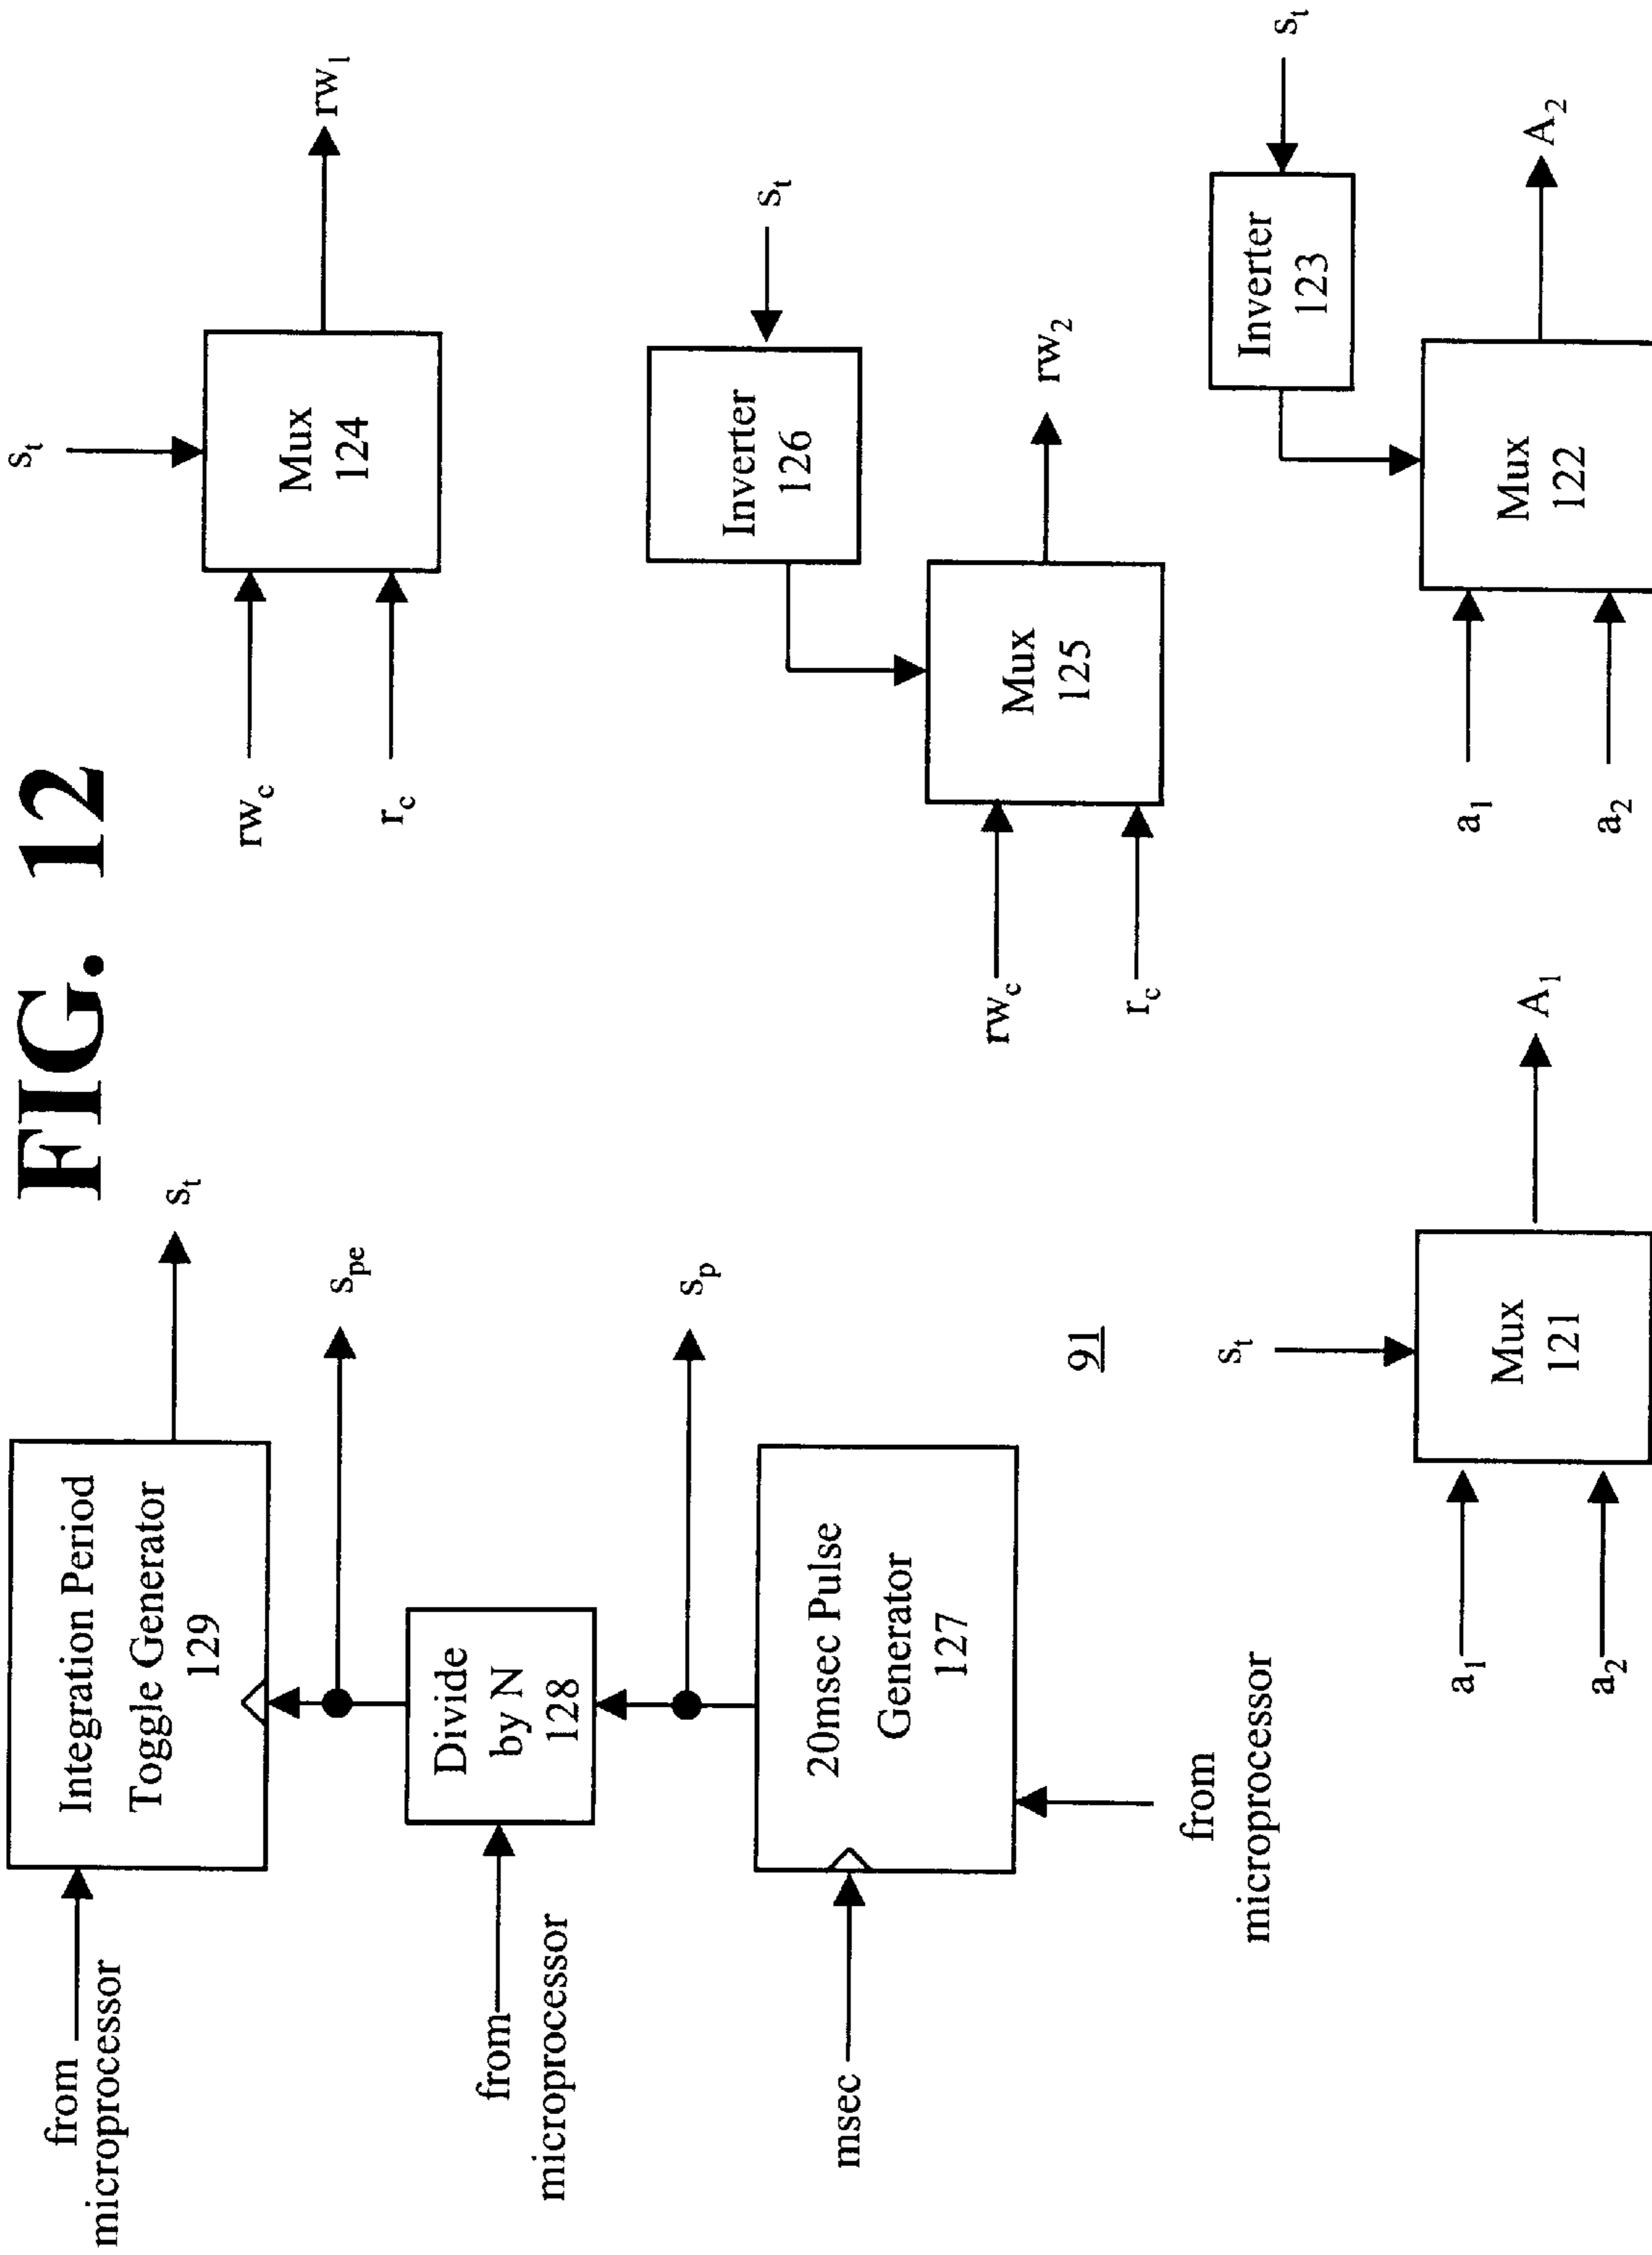 FIG. 12
from
microprocessor
Integration Period
Toggle Generator
129
s_t
s_pe
from
microprocessor
Divide
by N
128
s_p
msec
20msec Pulse
Generator
127
from
microprocessor
91
s_t
a_1
a_2
Mux
121
A_1
s_t
rw_c
r_c
Mux
124
rw_1
s_t
Inverter
126
rw_c
r_c
Mux
125
rw_2
s_t
Inverter
123
a_1
a_2
Mux
122
A_2